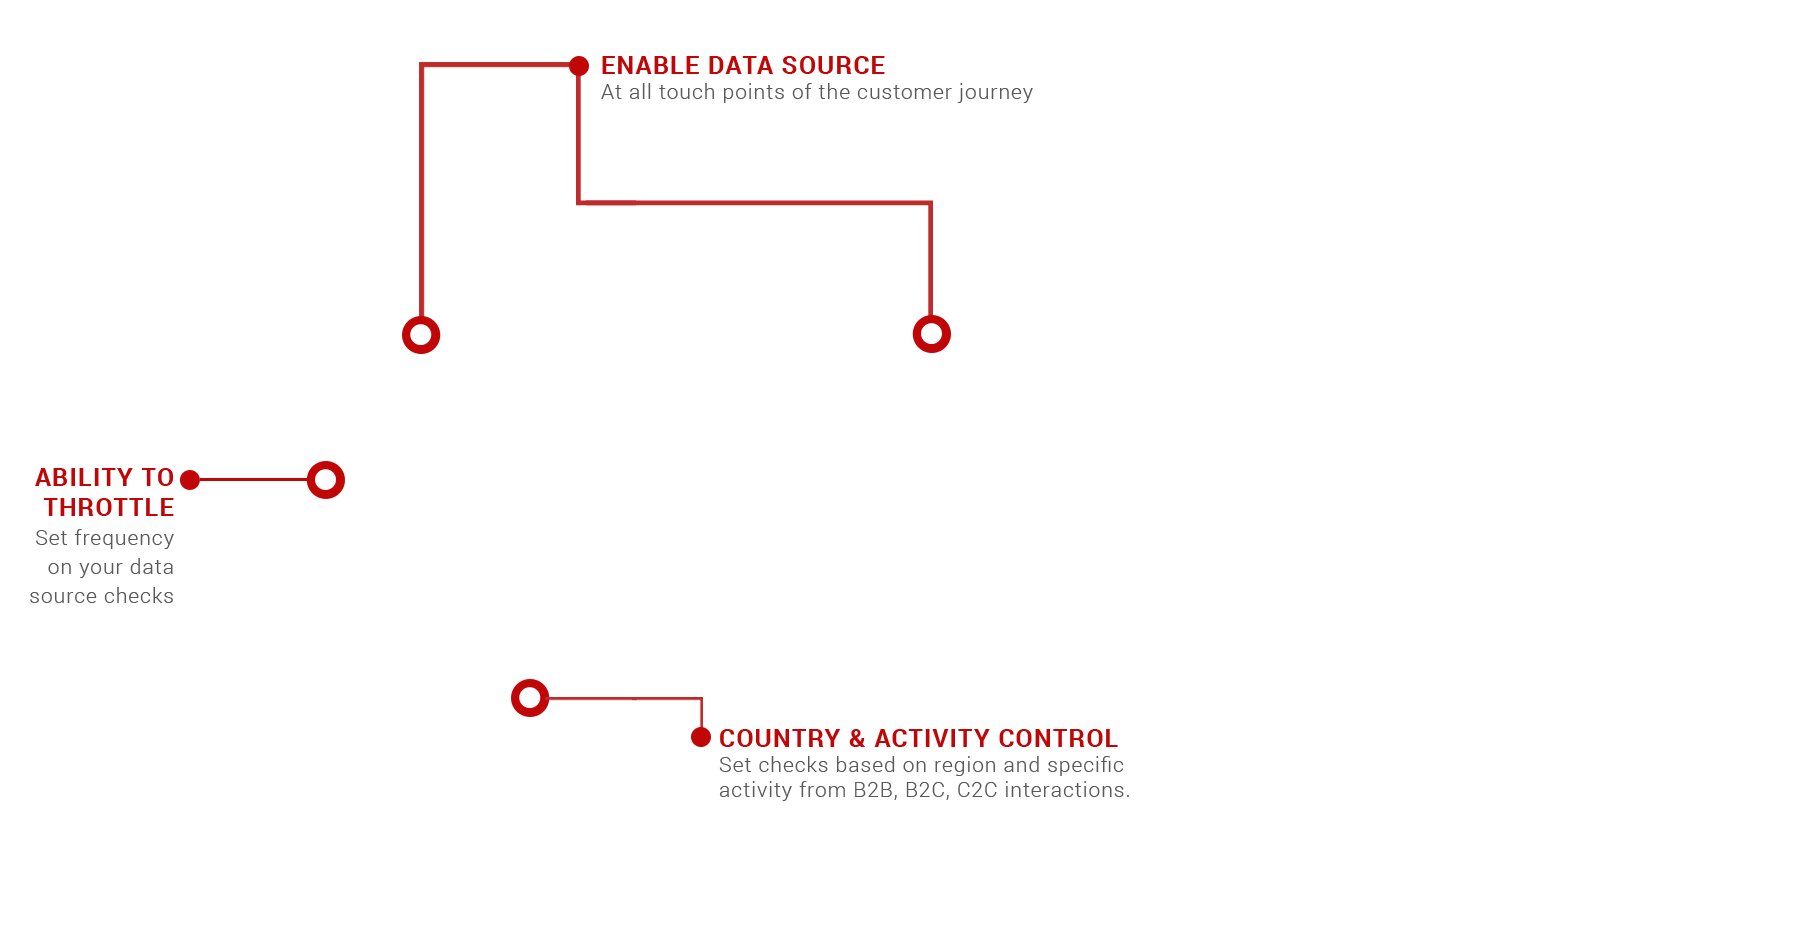 ENABLE DATA SOURCE
At all touch points of the customer journey
ABILITY TO
THROTTLE
Set frequency
on your data
source checks
COUNTRY & ACTIVITY CONTROL
Set checks based on region and specific
activity from B2B, B2C, C2C interactions.